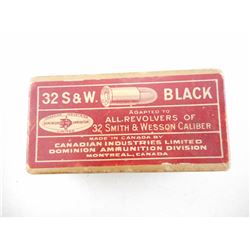 32 S&W.
BLACK
ADAPTED TO
ALL-REVOLVERS OF
32 SMITH & WESSON CALIBER
MADE IN CANADA BY
CANADIAN INDUSTRIES LIMITED
DOMINION AMMUNITION DIVISION
MONTREAL, CANADA.